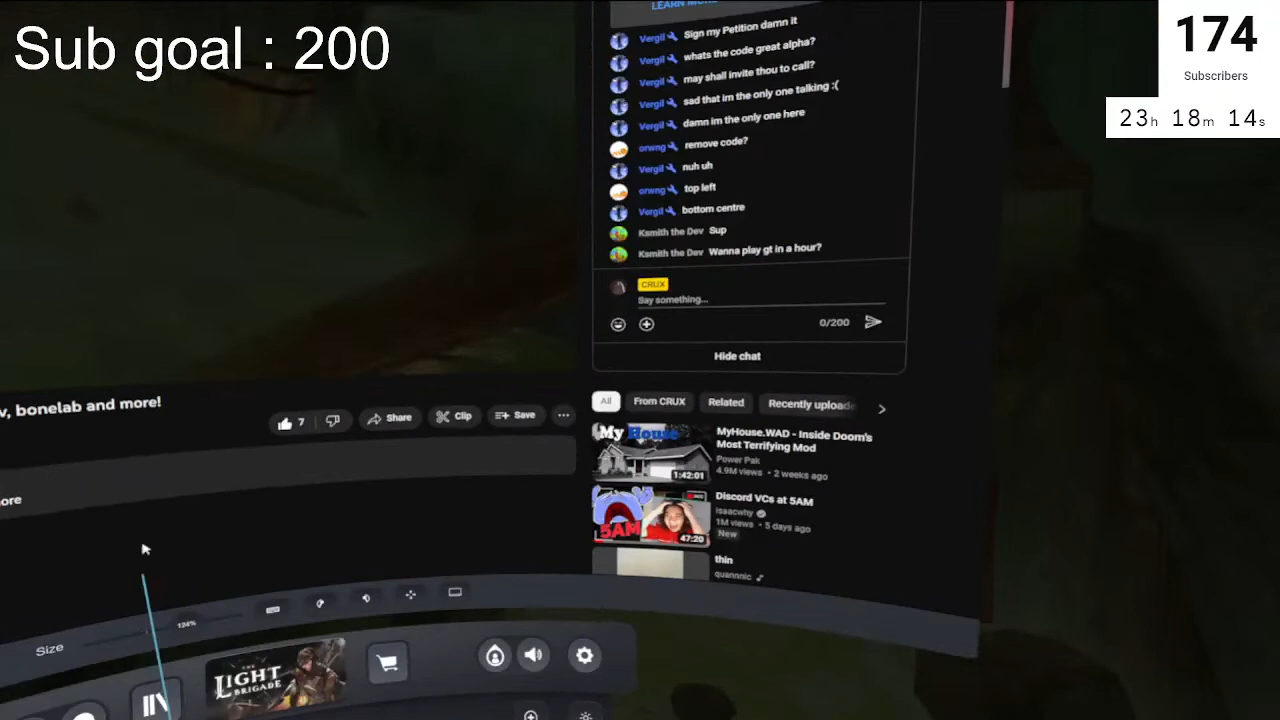 Sub goal : 200
174
Subscribers
23h 18m 14s
LEARN MORE
Vergil Sign my Petition damn it
Vergil whats the code great alpha?
Vergil may shall invite thou to call?
Vergil sad that im the only one talking :(
Vergil damn im the only one here
orwng remove code?
Vergil nuh uh
orwng top left
Vergil bottom centre
Ksmith the Dev Sup
Ksmith the Dev Wanna play gt in a hour?
CRUX
Say something...
0/200
Hide chat
v, bonelab and more!
7
Share
Clip
Save
ore
All
From CRUX
Related
Recently uploade
My House
1:42:01
MyHouse.WAD - Inside Doom's
Most Terrifying Mod
Power Pak
4.9M views • 2 weeks ago
5AM
47:20
Discord VCs at 5AM
Isaacwhy
1M views • 5 days ago
New
thin
quannnic
Size
124%
THE
LIGHT
BRIGADE